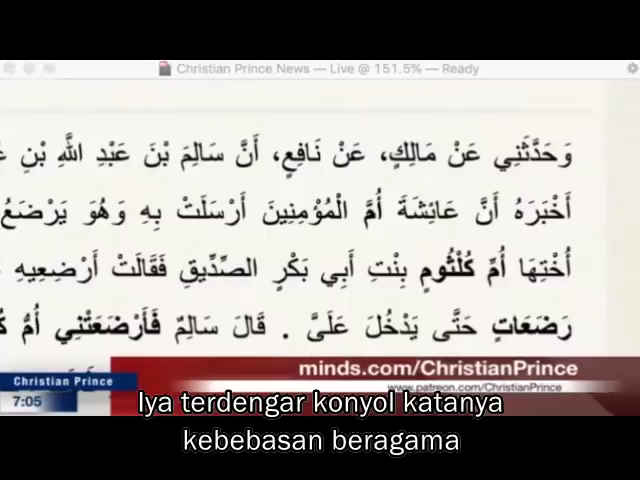 Christian Prince News — Live @ 151,5% — Ready
وَحَدَّثَنِي عَنْ مَالِكٍ، عَنْ نَافِعٍ، أَنَّ سَالِمَ بْنَ عَبْدِ اللَّهِ بْنِ
أَخْبَرَهُ أَنَّ عَائِشَةَ أُمَّ الْمُؤْمِنِينَ أَرْسَلَتْ بِهِ وَهُوَ يَرْضَعُ
أُخْتِهَا أُمِّ كُلْثُومٍ بِنْتِ أَبِي بَكْرٍ الصِّدِّيقِ فَقَالَتْ أَرْضِعِيهِ
رَضَعَاتٍ حَتَّى يَدْخُلَ عَلَىَّ . قَالَ سَالِمٌ فَأَرْضَعَتْنِي أُمُّ
minds.com/ChristianPrince
Christian Prince
www.patreon.com/ChristianPrince
7:05
Iya terdengar konyol katanya
kebebasan beragama